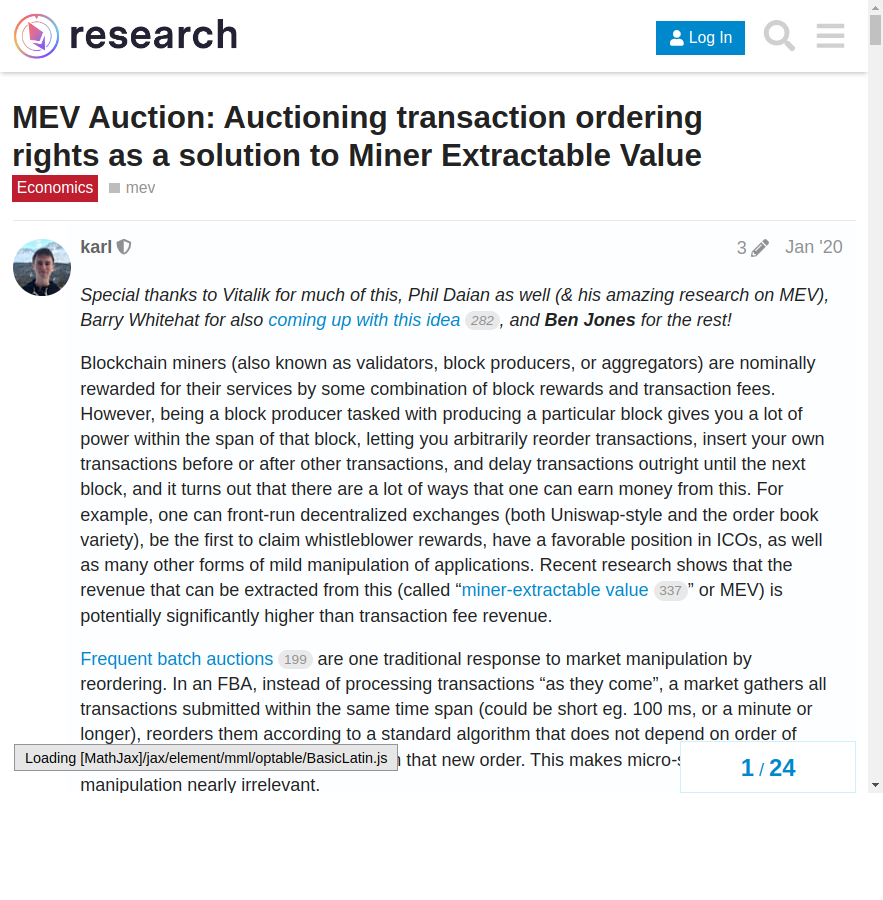 research
Log In
MEV Auction: Auctioning transaction ordering
rights as a solution to Miner Extractable Value
Economics mev
karl 3 Jan '20
Special thanks to Vitalik for much of this, Phil Daian as well (& his amazing research on MEV),
Barry Whitehat for also coming up with this idea 282 , and Ben Jones for the rest!
Blockchain miners (also known as validators, block producers, or aggregators) are nominally
rewarded for their services by some combination of block rewards and transaction fees.
However, being a block producer tasked with producing a particular block gives you a lot of
power within the span of that block, letting you arbitrarily reorder transactions, insert your own
transactions before or after other transactions, and delay transactions outright until the next
block, and it turns out that there are a lot of ways that one can earn money from this. For
example, one can front-run decentralized exchanges (both Uniswap-style and the order book
variety), be the first to claim whistleblower rewards, have a favorable position in ICOs, as well
as many other forms of mild manipulation of applications. Recent research shows that the
revenue that can be extracted from this (called “miner-extractable value 337 ” or MEV) is
potentially significantly higher than transaction fee revenue.
Frequent batch auctions 199 are one traditional response to market manipulation by
reordering. In an FBA, instead of processing transactions “as they come”, a market gathers all
transactions submitted within the same time span (could be short eg. 100 ms, or a minute or
longer), reorders them according to a standard algorithm that does not depend on order of
Loading [MathJax]/jax/element/mml/optable/BasicLatin.js that new order. This makes micro-
manipulation nearly irrelevant.
1 / 24